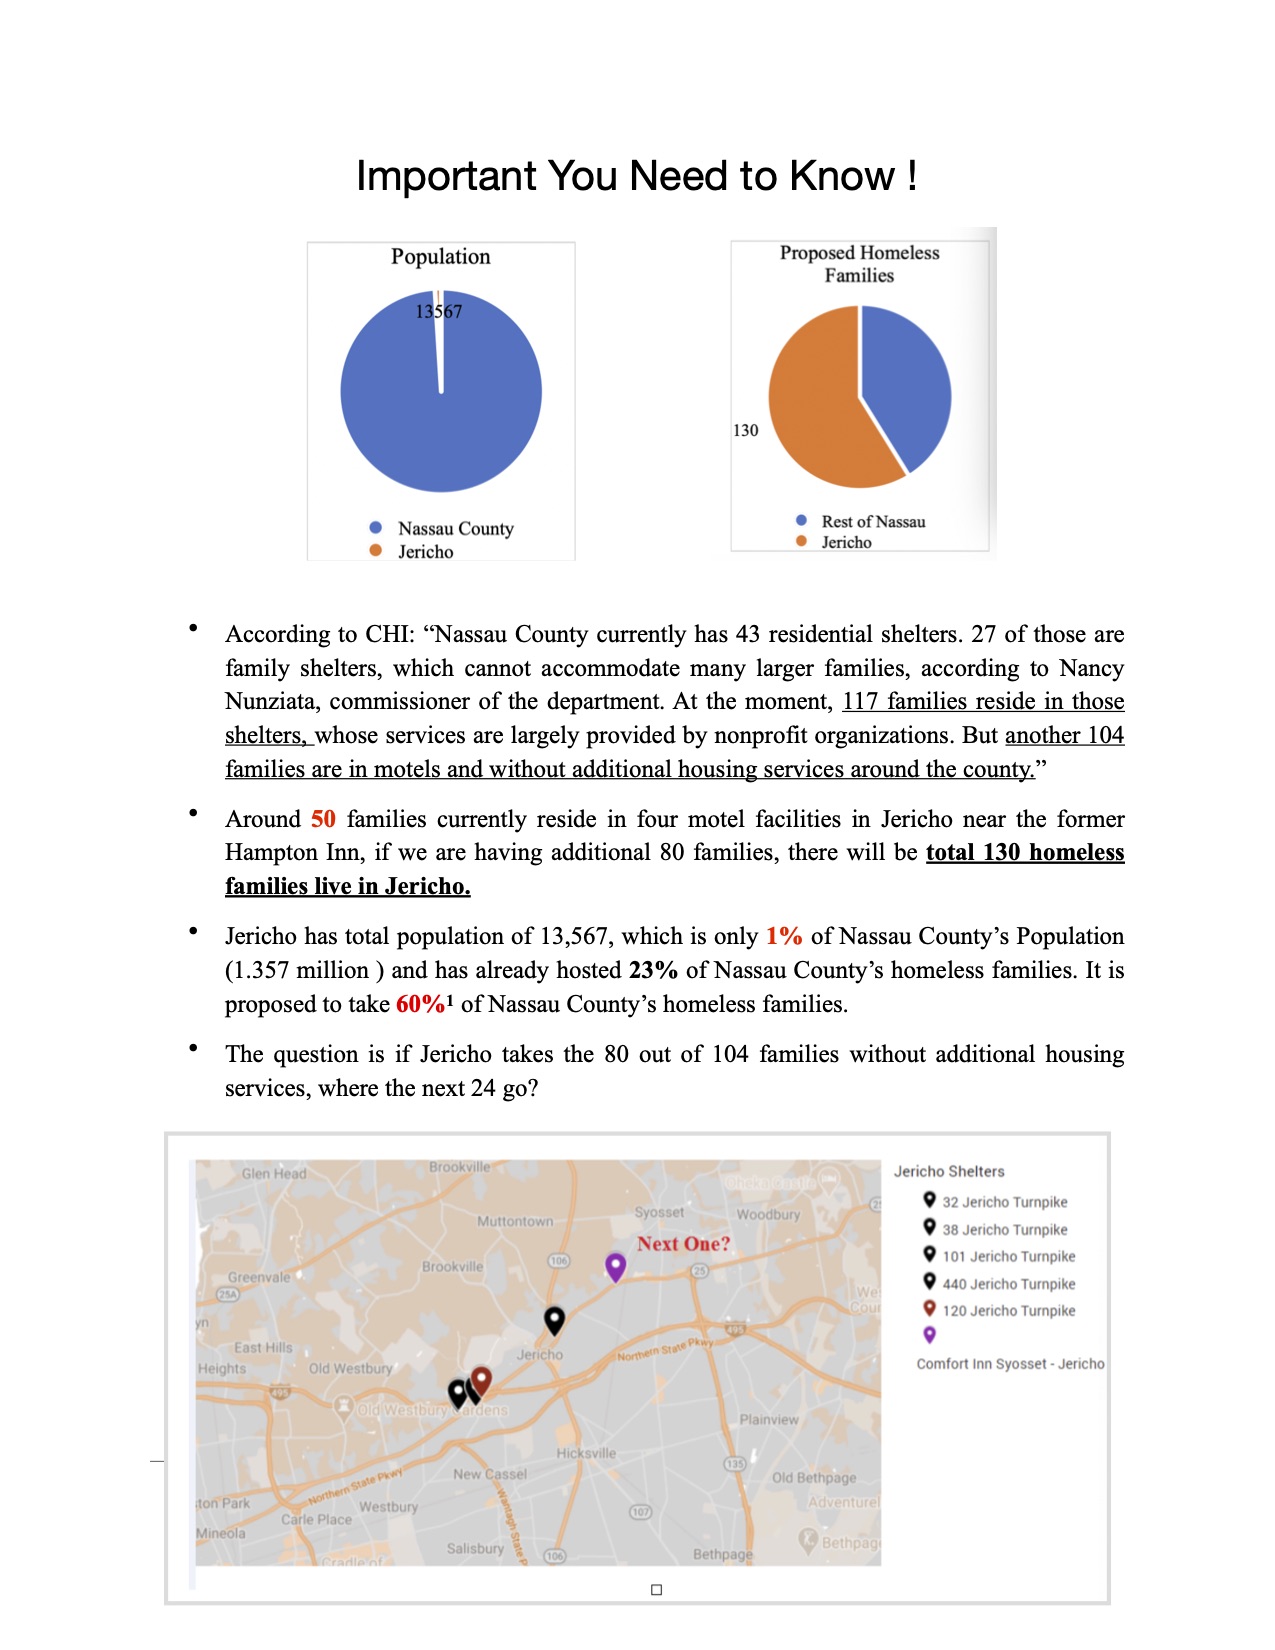 Important You Need to Know !
Population
13567
Nassau County
Jericho
Proposed Homeless
Families
130
Rest of Nassau
Jericho
• According to CHI: “Nassau County currently has 43 residential shelters. 27 of those are
family shelters, which cannot accommodate many larger families, according to Nancy
Nunziata, commissioner of the department. At the moment, 117 families reside in those
shelters, whose services are largely provided by nonprofit organizations. But another 104
families are in motels and without additional housing services around the county.”
• Around 50 families currently reside in four motel facilities in Jericho near the former
Hampton Inn, if we are having additional 80 families, there will be total 130 homeless
families live in Jericho.
• Jericho has total population of 13,567, which is only 1% of Nassau County’s Population
(1.357 million ) and has already hosted 23% of Nassau County’s homeless families. It is
proposed to take 60%¹ of Nassau County’s homeless families.
• The question is if Jericho takes the 80 out of 104 families without additional housing
services, where the next 24 go?
Glen Head
Brookville
Oheka Castle
Muttontown
Syosset
Woodbury
25
Next One?
Brookville
106
25
Greenvale
25A
We
Cou
yn
495
East Hills
Jericho
Northern State Pkwy
Heights
Old Westbury
495
Old Westbury Gardens
Plainview
Hicksville
135
New Cassel
Old Bethpage
Northern State Pkwy
Wantagh State P
ton Park
Westbury
Adventurel
107
Carle Place
Mineola
Salisbury
106
Bethpage
Bethpag
Cradle of
Jericho Shelters
32 Jericho Turnpike
38 Jericho Turnpike
101 Jericho Turnpike
440 Jericho Turnpike
120 Jericho Turnpike
Comfort Inn Syosset - Jericho